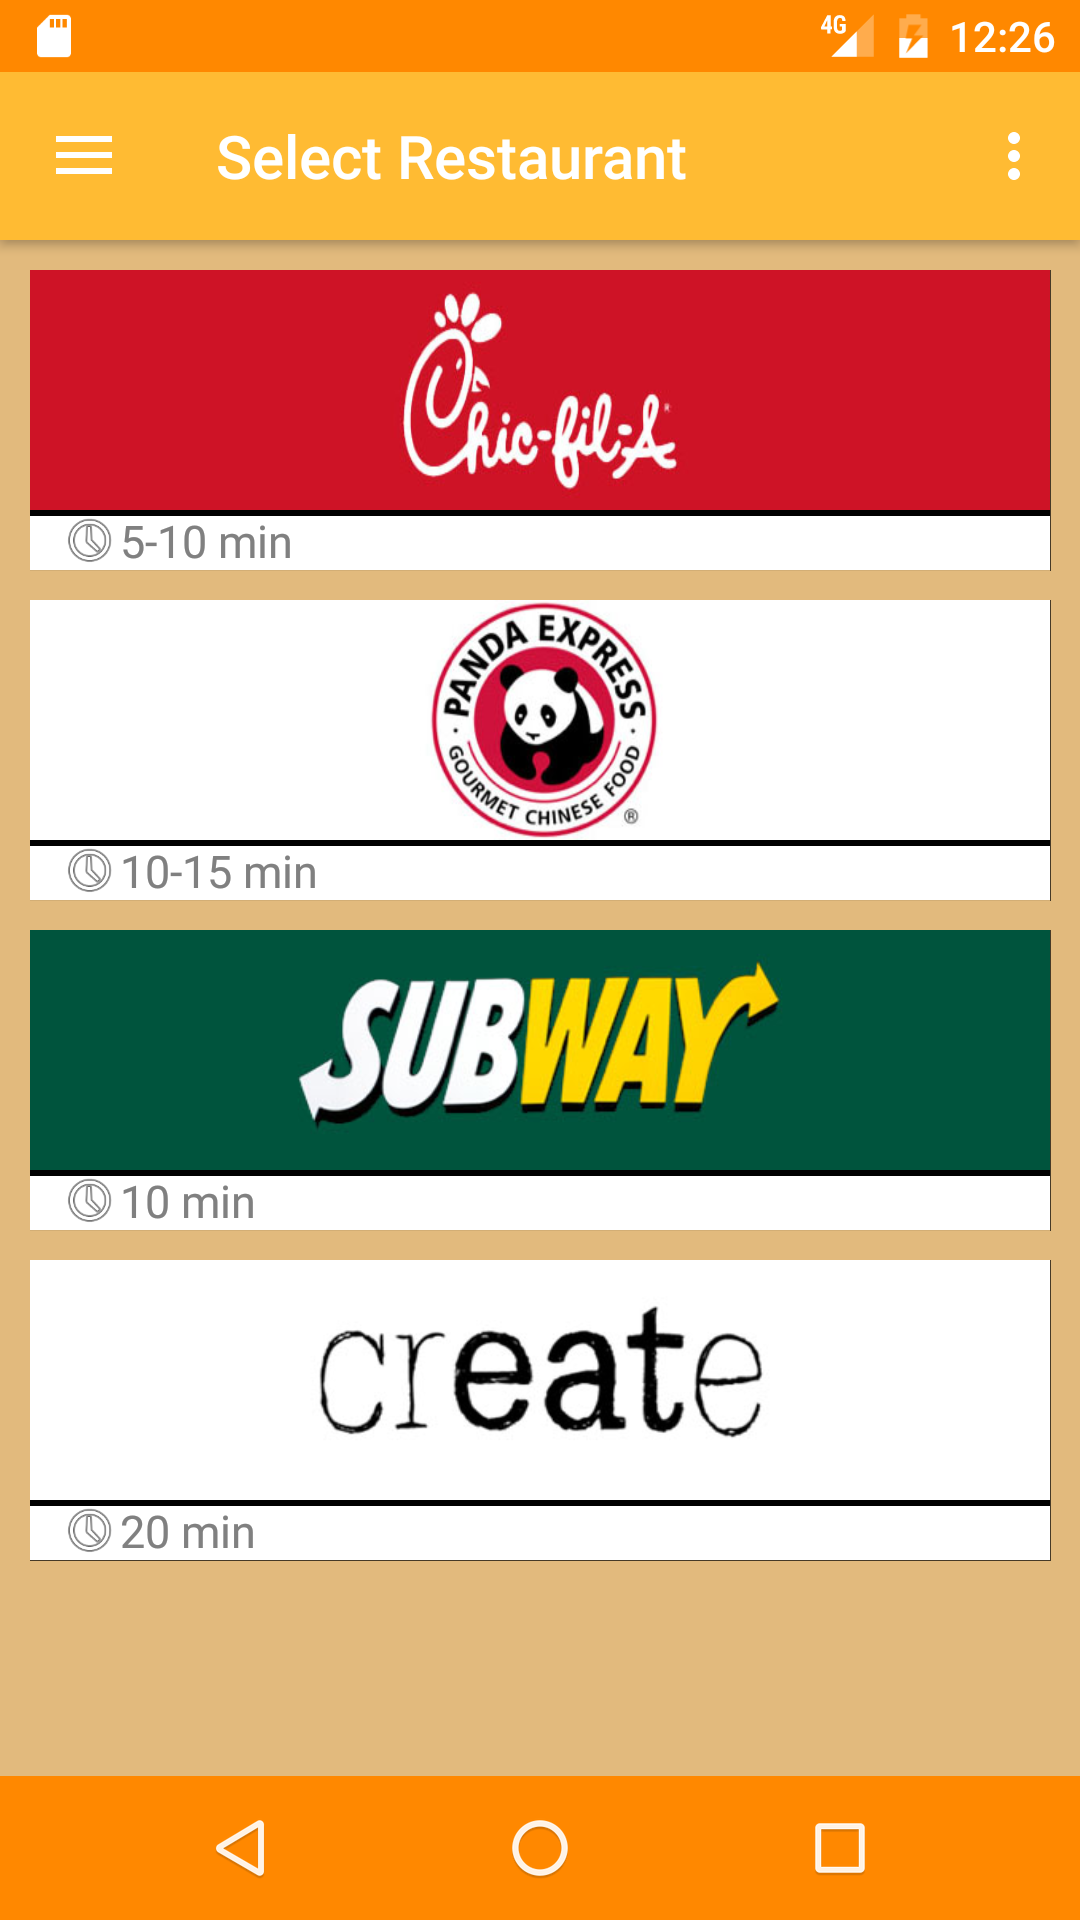 4G 12:26
Select Restaurant
Chic-fil-A
5-10 min
PANDA EXPRESS
GOURMET CHINESE FOOD ®
10-15 min
SUBWAY
10 min
create
20 min